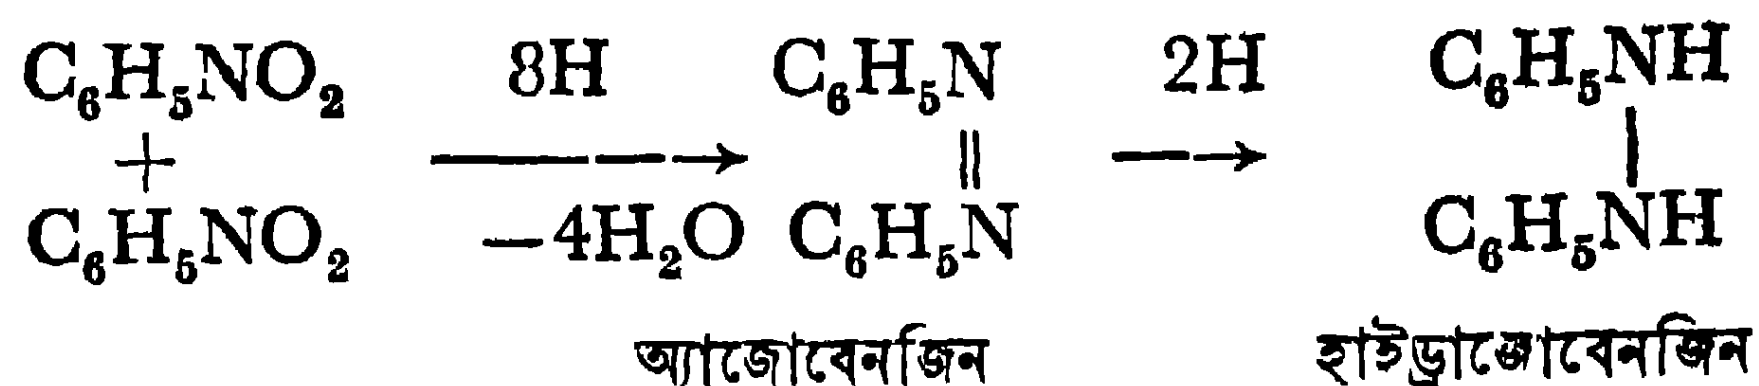 C₆H₅NO₂ 8H C₆H₅N 2H C₆H₅NH
+ ———→ || —→ |
C₆H₅NO₂ —4H₂O C₆H₅N C₆H₅NH
অ্যাজোবেনজিন হাইড্রাজোবেনজিন